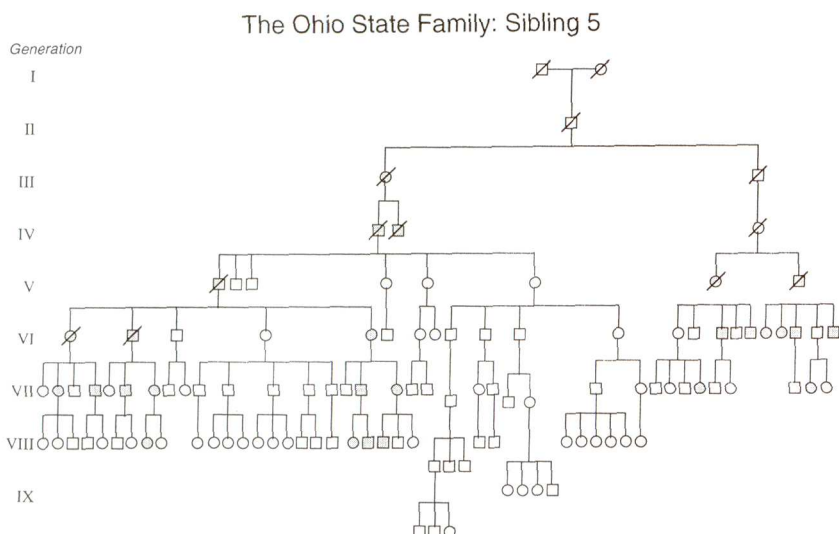 The Ohio State Family: Sibling 5
Generation
I
II
III
IV
V
VI
VII
VIII
IX